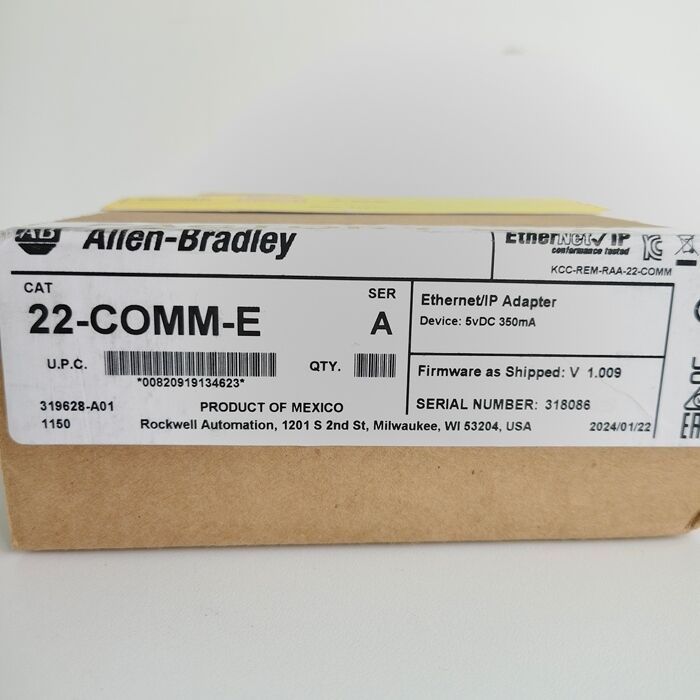 AB
Allen-Bradley
EtherNet/IP
conformance tested
KCC-REM-RAA-22-COMM
CAT
22-COMM-E
SER
A
Ethernet/IP Adapter
Device: 5vDC 350mA
U.P.C.
*00820919134623*
QTY.
Firmware as Shipped: V 1.009
319628-A01
1150
PRODUCT OF MEXICO
SERIAL NUMBER: 318086
Rockwell Automation, 1201 S 2nd St, Milwaukee, WI 53204, USA
2024/01/22